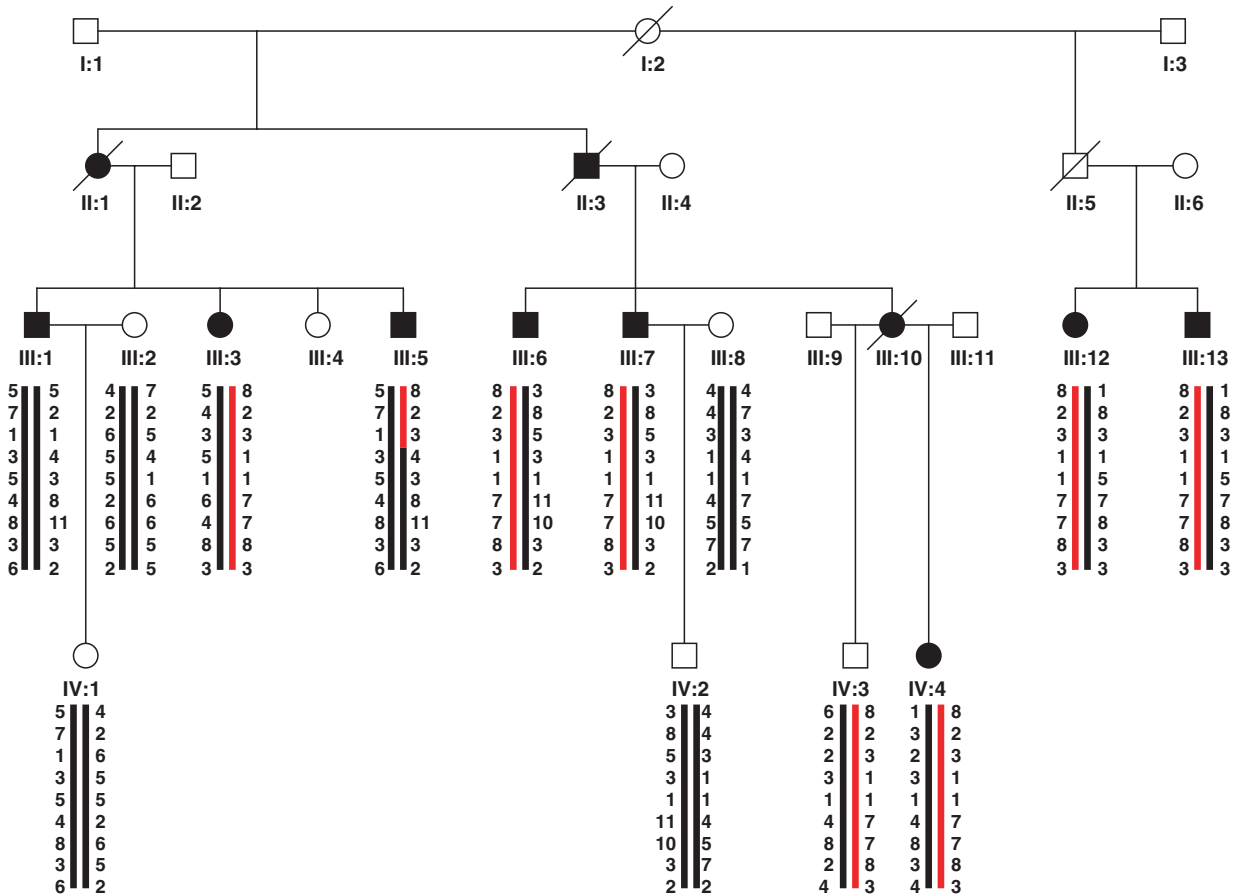 I:1 I:2 I:3
II:1 II:2 II:3 II:4 II:5 II:6
III:1 III:2 III:3 III:4 III:5 III:6 III:7 III:8 III:9 III:10 III:11 III:12 III:13
5 5 4 7 5 8 5 8 8 3 8 3 4 4 8 1 8 1
7 2 2 2 4 2 7 2 2 8 2 8 4 7 2 8 2 8
1 1 6 5 3 3 1 3 3 5 3 5 3 3 3 3 3 3
3 4 5 4 5 1 3 4 1 3 1 3 1 4 1 1 1 1
5 3 5 1 1 1 5 3 1 1 1 1 1 1 1 5 1 5
4 8 2 6 6 7 4 8 7 11 7 11 4 7 7 7 7 7
8 11 6 6 4 7 8 11 7 10 7 10 5 5 7 8 7 8
3 3 5 5 8 8 3 3 8 3 8 3 7 7 8 3 8 3
6 2 2 5 3 3 6 2 3 2 3 2 2 1 3 3 3 3
IV:1 IV:2 IV:3 IV:4
5 4 3 4 6 8 1 8
7 2 8 4 2 2 3 2
1 6 5 3 2 3 2 3
3 5 3 1 3 1 3 1
5 5 1 1 1 1 1 1
4 2 11 4 4 7 4 7
8 6 10 5 8 7 8 7
3 5 3 7 2 8 3 8
6 2 2 2 4 3 4 3